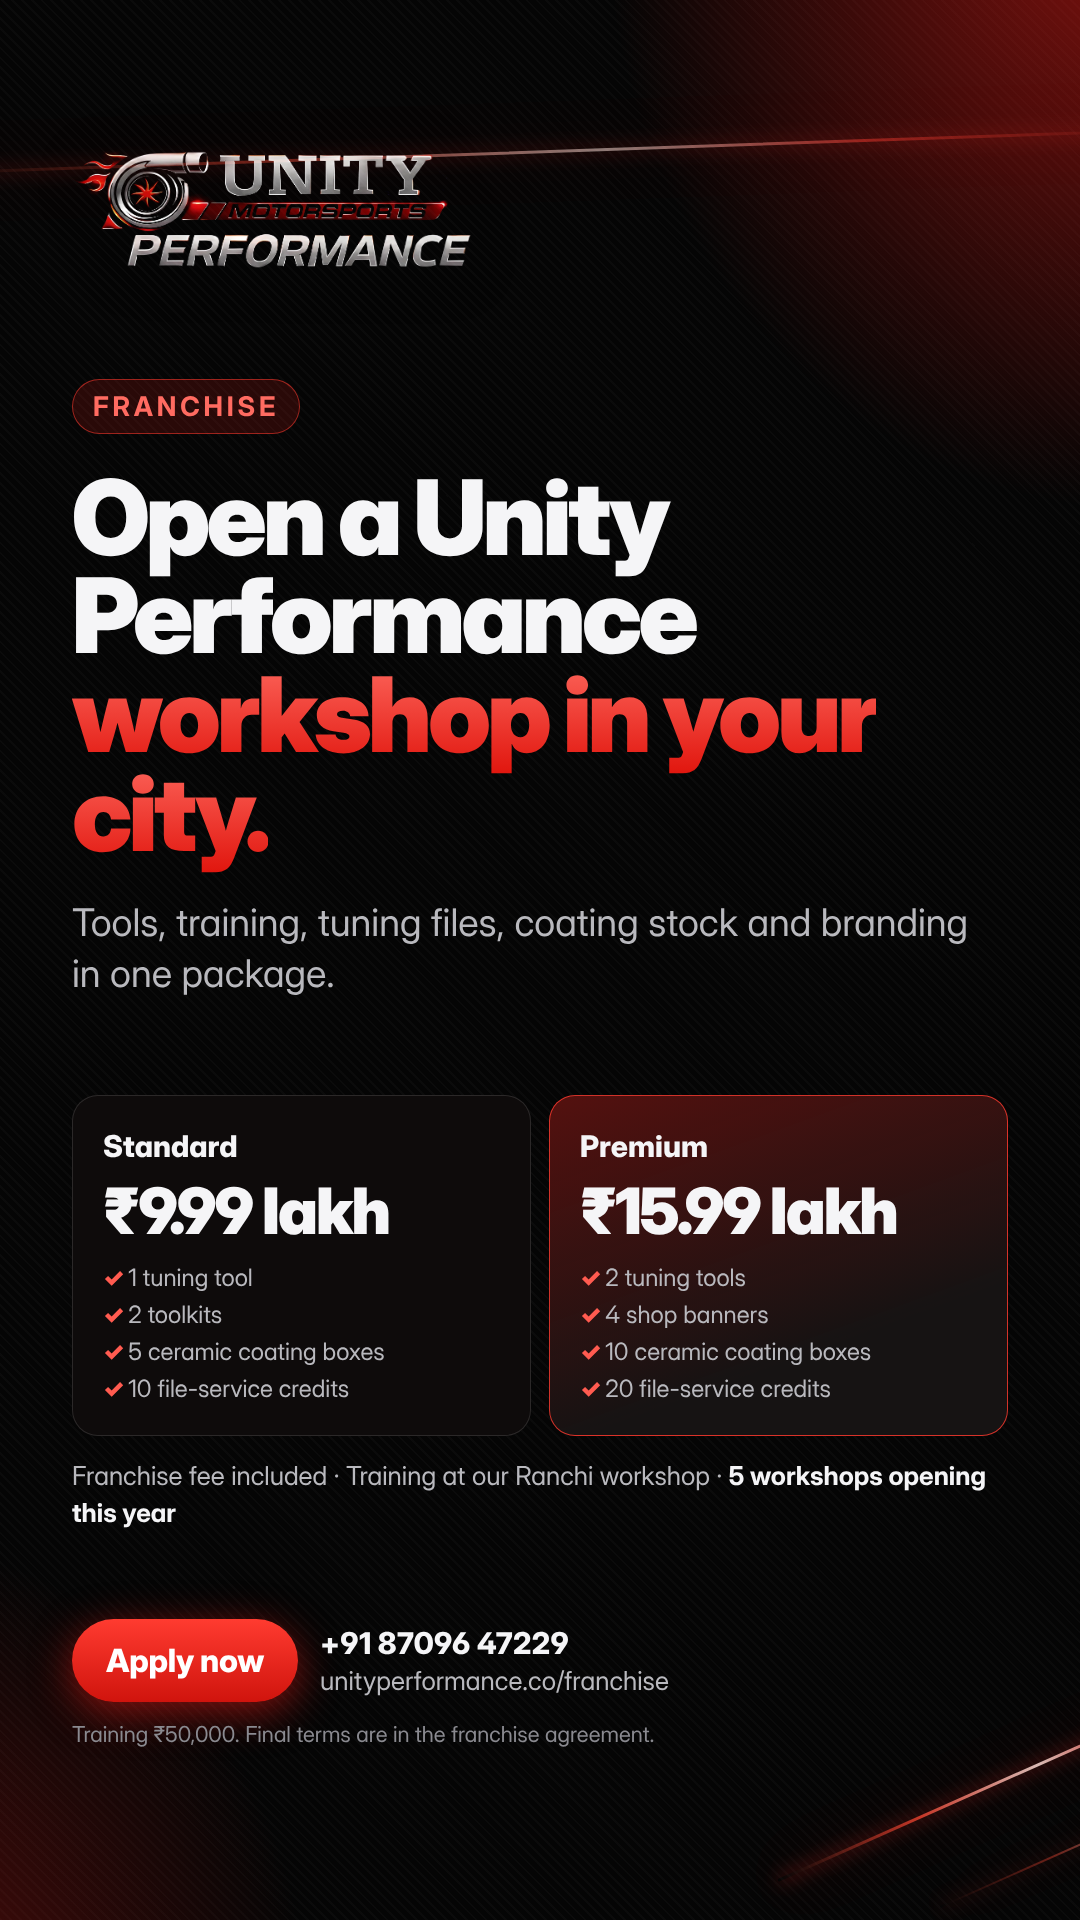 UNITY
MOTORSPORTS
PERFORMANCE
FRANCHISE
Open a Unity
Performance
workshop in your
city.
Tools, training, tuning files, coating stock and branding
in one package.
Standard
₹9.99 lakh
✓ 1 tuning tool
✓ 2 toolkits
✓ 5 ceramic coating boxes
✓ 10 file-service credits
Premium
₹15.99 lakh
✓ 2 tuning tools
✓ 4 shop banners
✓ 10 ceramic coating boxes
✓ 20 file-service credits
Franchise fee included · Training at our Ranchi workshop · 5 workshops opening
this year
Apply now
+91 87096 47229
unityperformance.co/franchise
Training ₹50,000. Final terms are in the franchise agreement.